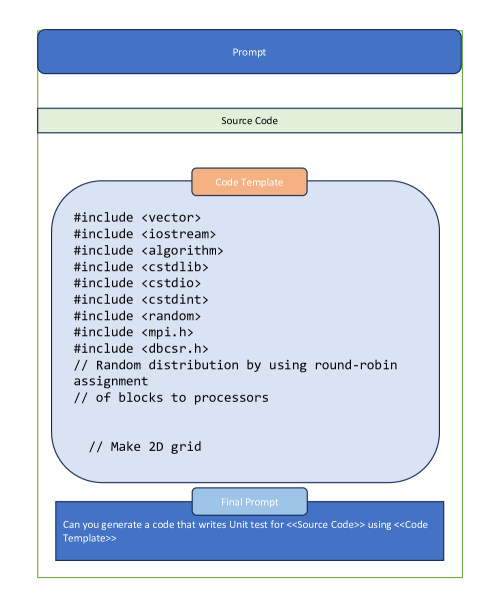 Prompt
Source Code
Code Template
#include <vector>
#include <iostream>
#include <algorithm>
#include <cstdlib>
#include <cstdio>
#include <cstdint>
#include <random>
#include <mpi.h>
#include <dbcsr.h>
// Random distribution by using round-robin
assignment
// of blocks to processors
// Make 2D grid
Final Prompt
Can you generate a code that writes Unit test for <<Source Code>> using <<Code
Template>>